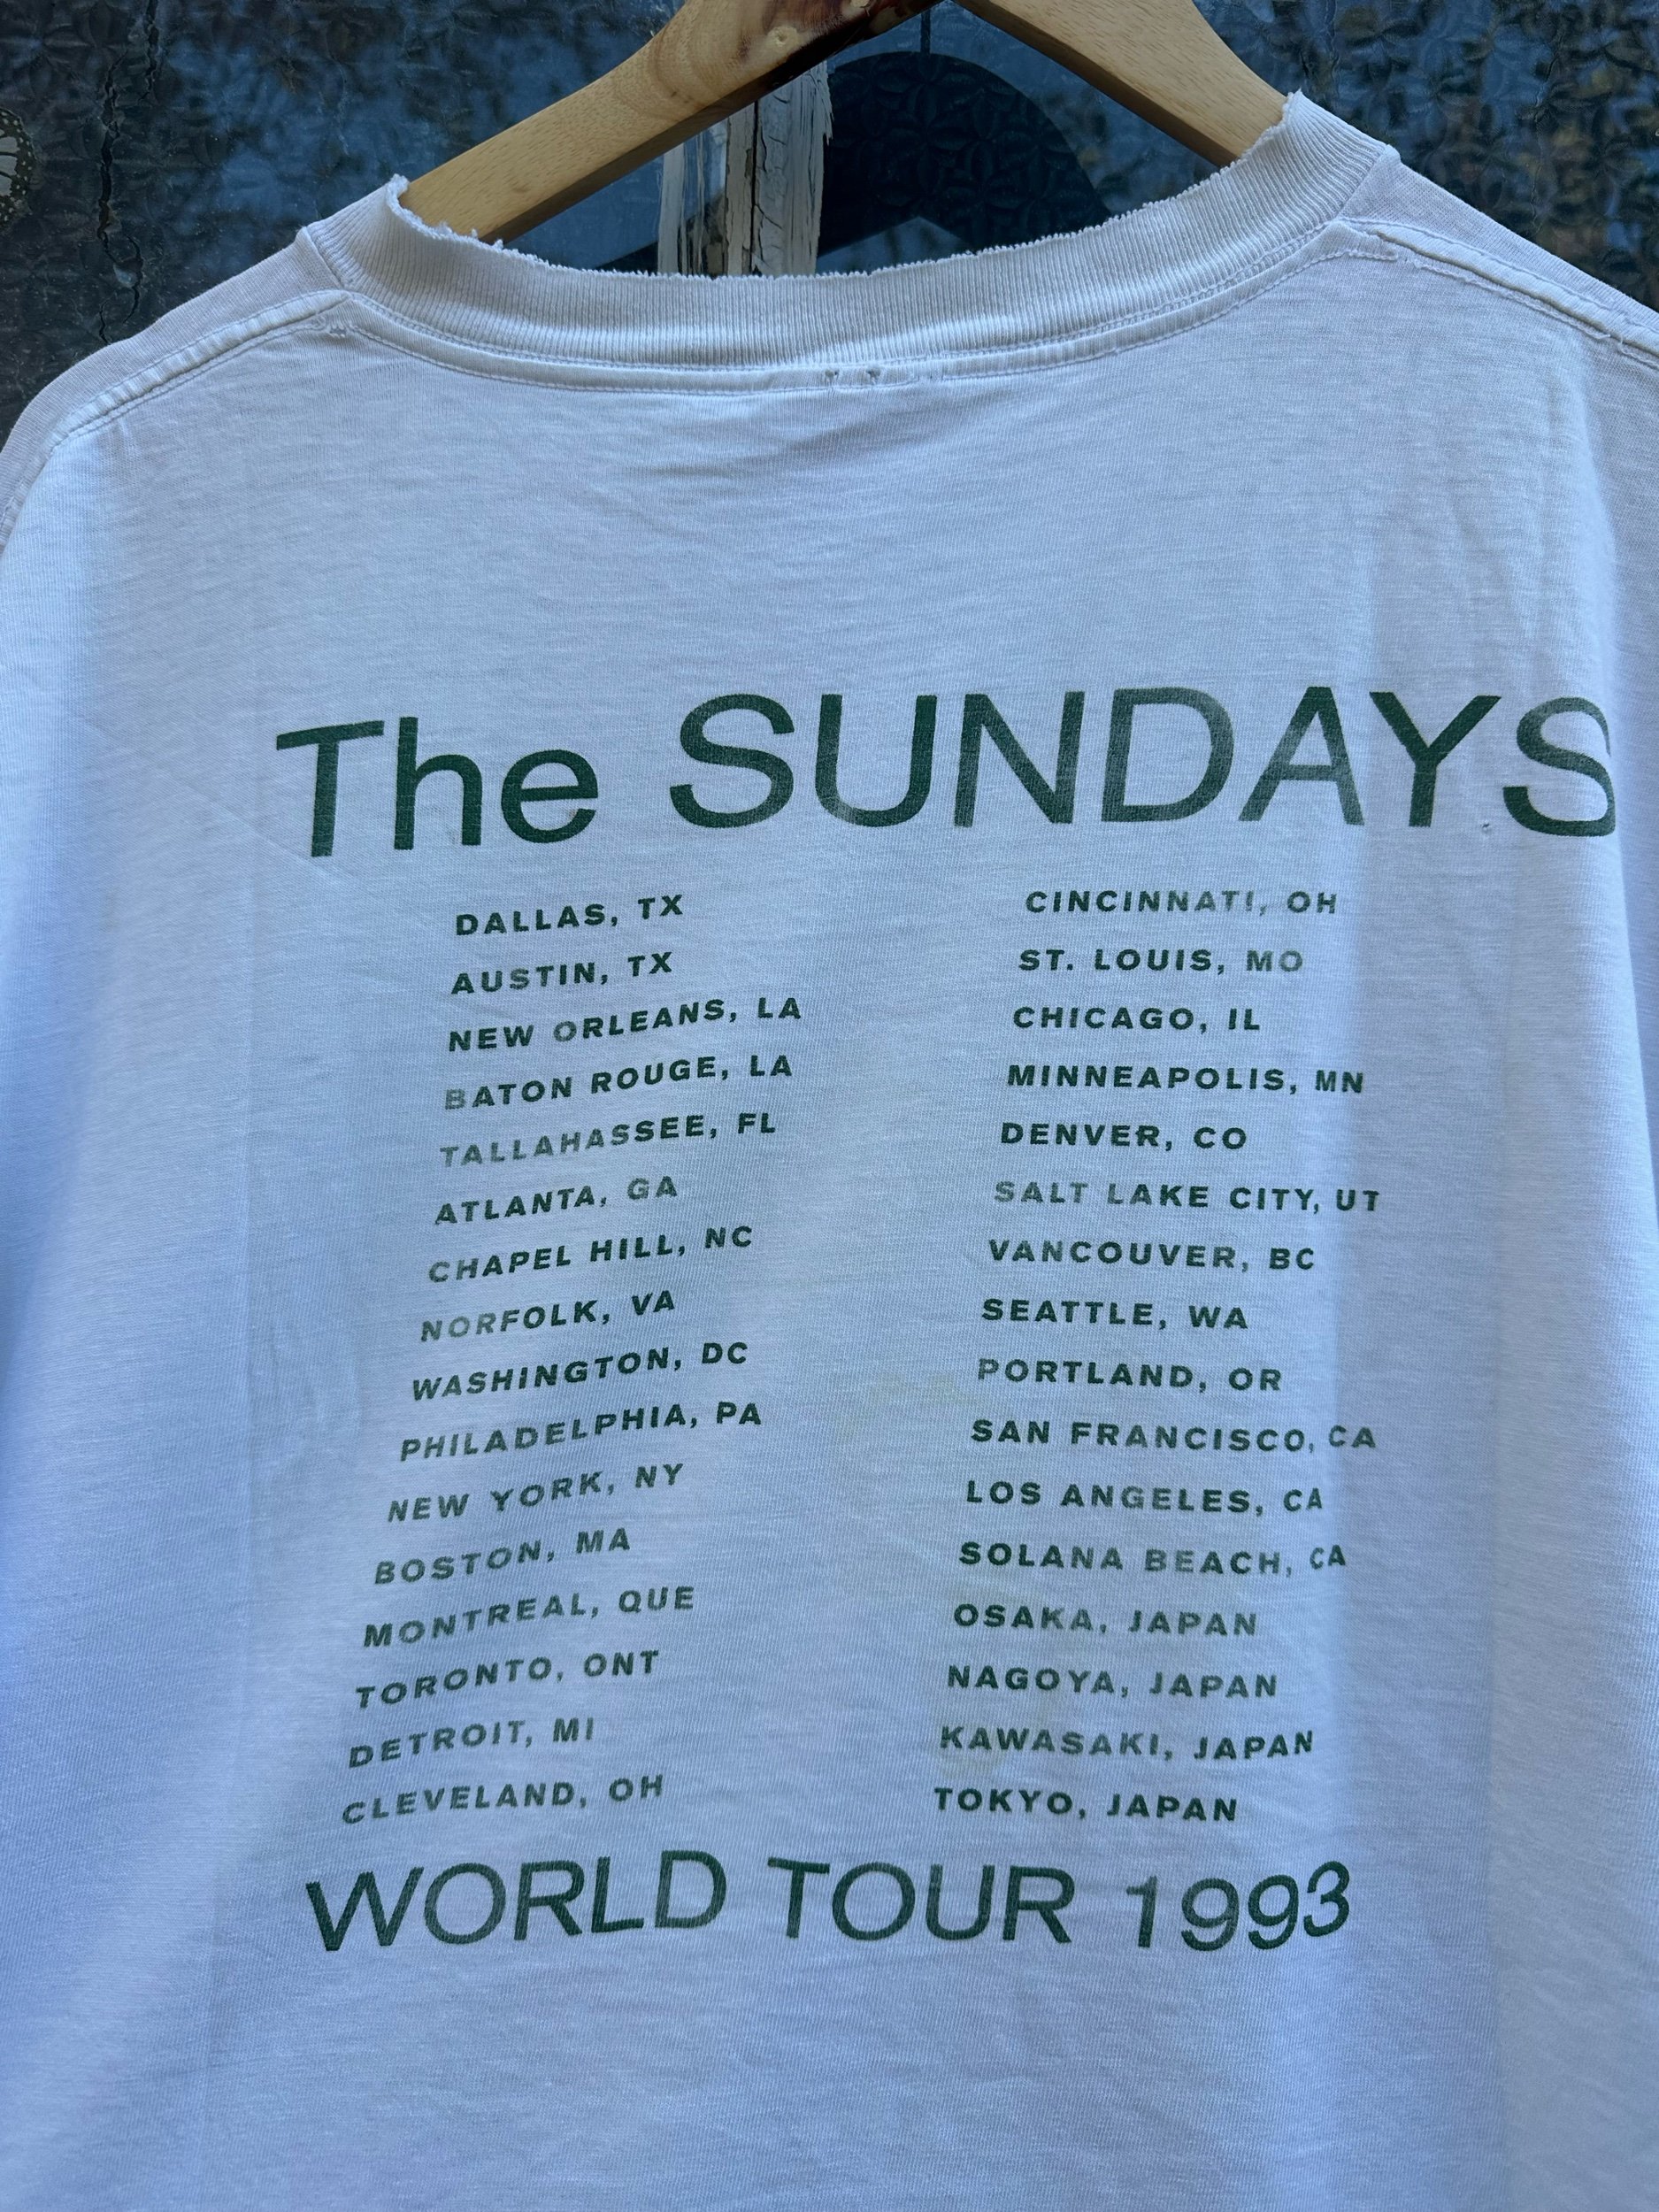 The SUNDAYS
DALLAS, TX
AUSTIN, TX
NEW ORLEANS, LA
BATON ROUGE, LA
TALLAHASSEE, FL
ATLANTA, GA
CHAPEL HILL, NC
NORFOLK, VA
WASHINGTON, DC
PHILADELPHIA, PA
NEW YORK, NY
BOSTON, MA
MONTREAL, QUE
TORONTO, ONT
DETROIT, MI
CLEVELAND, OH
CINCINNATI, OH
ST. LOUIS, MO
CHICAGO, IL
MINNEAPOLIS, MN
DENVER, CO
SALT LAKE CITY, UT
VANCOUVER, BC
SEATTLE, WA
PORTLAND, OR
SAN FRANCISCO, CA
LOS ANGELES, CA
SOLANA BEACH, CA
OSAKA, JAPAN
NAGOYA, JAPAN
KAWASAKI, JAPAN
TOKYO, JAPAN
WORLD TOUR 1993